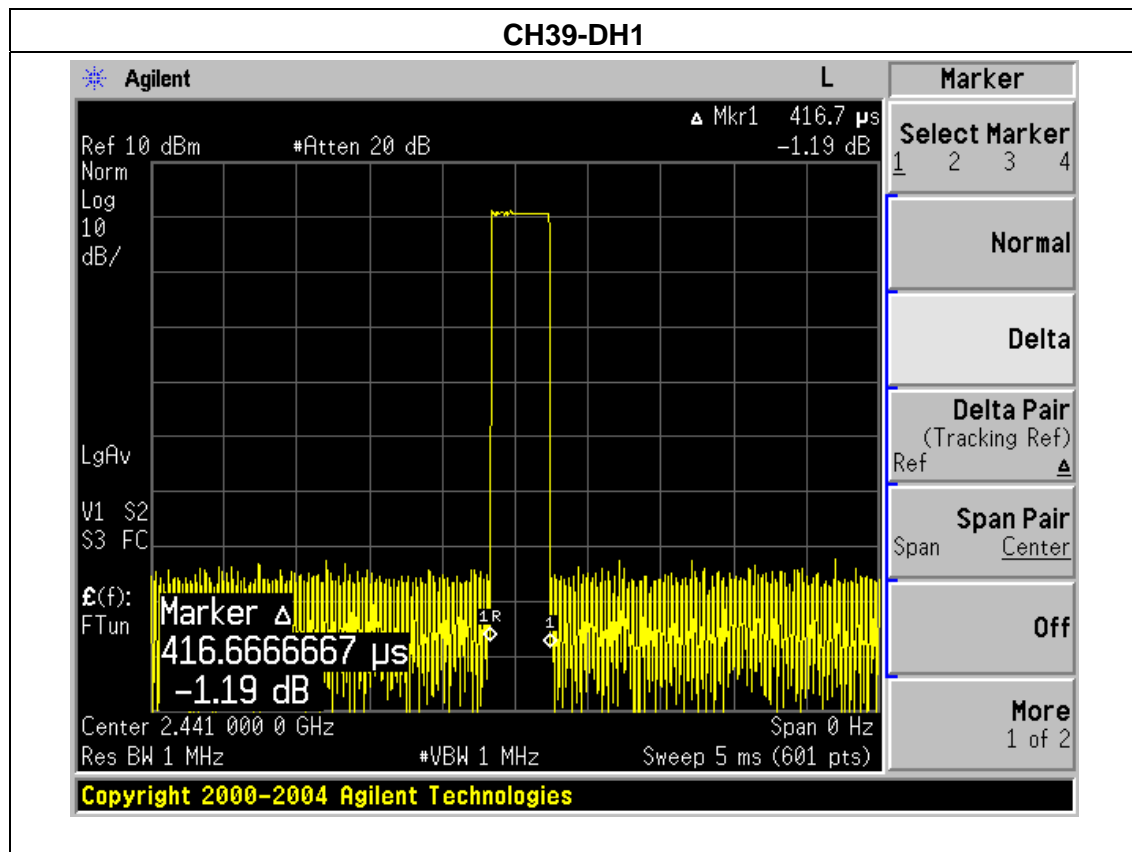 CH39-DH1
Agilent L
Δ Mkr1 416.7 µs
Ref 10 dBm #Atten 20 dB -1.19 dB
Norm
Log
10
dB/
LgAv
V1 S2
S3 FC
£(f):
FTun
1R
1
Marker Δ
416.6666667 µs
-1.19 dB
Center 2.441 000 0 GHz Span 0 Hz
Res BW 1 MHz #VBW 1 MHz Sweep 5 ms (601 pts)
Copyright 2000-2004 Agilent Technologies
Marker
Select Marker
1 2 3 4
Normal
Delta
Delta Pair
(Tracking Ref)
Ref Δ
Span Pair
Span Center
Off
More
1 of 2